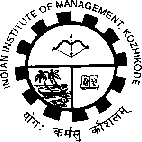 INDIAN INSTITUTE OF MANAGEMENT, KOZHIKODE
योगः कर्मसु कौशलम्